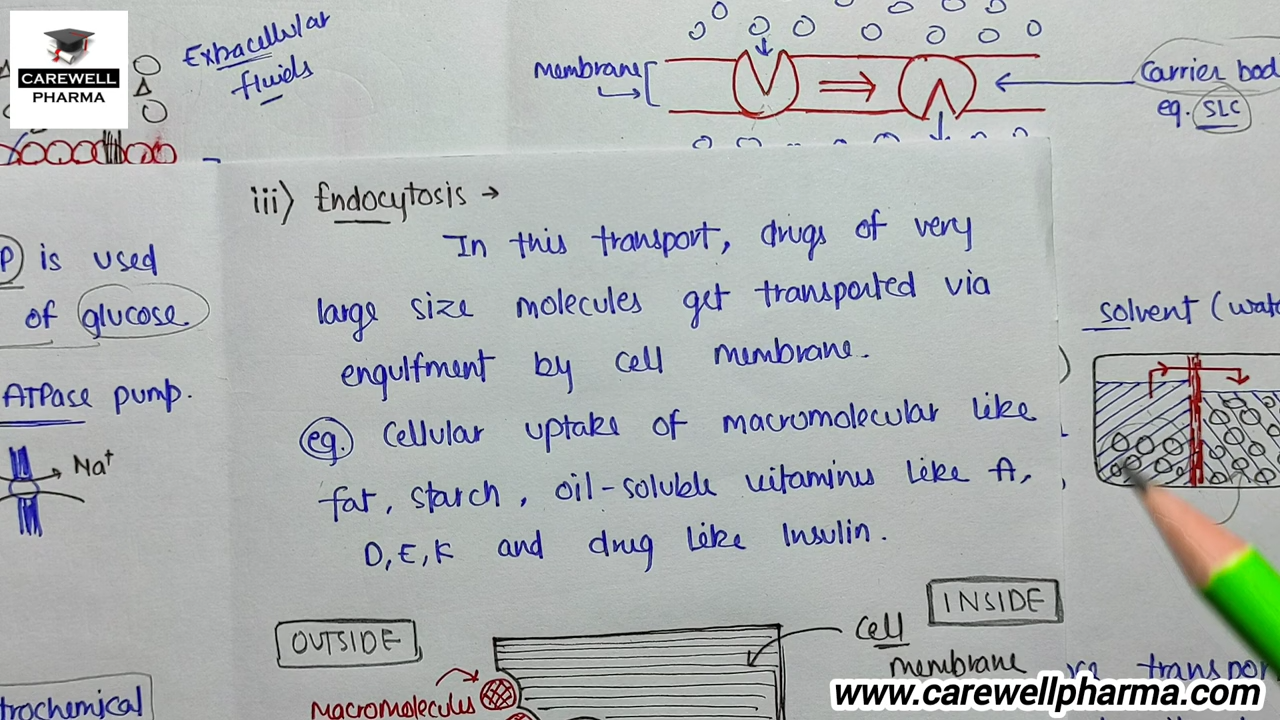 CAREWELL
PHARMA
Extracellular
fluids
membrane
Carrier bod
eg. SLC
iii) Endocytosis →
In this transport, drugs of very
large size molecules get transported via
engulfment by cell membrane.
eg. Cellular uptake of macromolecular like
fat, starch, oil-soluble vitamins like A,
D, E, K and drug like Insulin.
P is used
of glucose
ATPase pump.
Na⁺
solvent (wat
OUTSIDE
INSIDE
Cell
membrane
Macromolecules
trochemical
transpor
www.carewellpharma.com